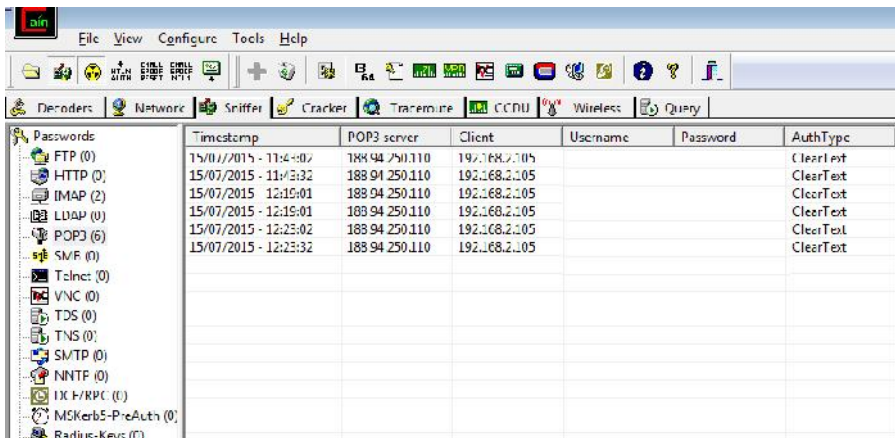 aín
File View Configure Tools Help
Decoders Network Sniffer Cracker Traceroute CCDU Wireless Query
Passwords
FTP (0)
HTTP (0)
IMAP (2)
LDAP (0)
POP3 (6)
SMB (0)
Telnet (0)
VNC (0)
TDS (0)
TNS (0)
SMTP (0)
NNTP (0)
DCE/RPC (0)
MSKerb5-PreAuth (0)
Radius-Keys (0)
Timestamp POP3 server Client Username Password AuthType
15/07/2015 - 11:43:02 188.94.250.110 192.168.2.105 ClearText
15/07/2015 - 11:43:32 188.94.250.110 192.168.2.105 ClearText
15/07/2015 - 12:19:01 188.94.250.110 192.168.2.105 ClearText
15/07/2015 - 12:19:01 188.94.250.110 192.168.2.105 ClearText
15/07/2015 - 12:23:02 188.94.250.110 192.168.2.105 ClearText
15/07/2015 - 12:23:32 188.94.250.110 192.168.2.105 ClearText